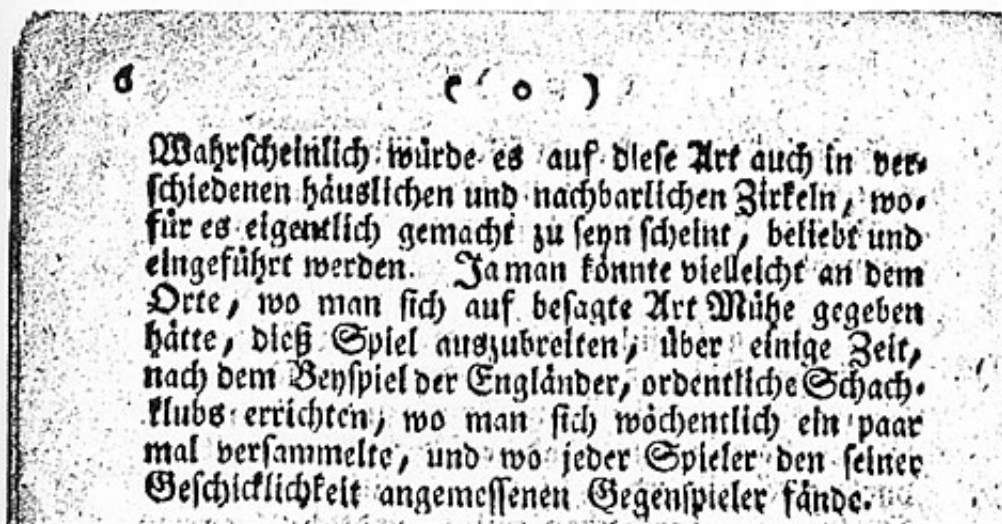 6 ( o )
Wahrscheinlich würde es auf diese Art auch in ver-
schiedenen häuslichen und nachbarlichen Zirkeln, wo-
für es eigentlich gemacht zu seyn scheint, beliebt und
eingeführt werden. Ja man könnte vielleicht an dem
Orte, wo man sich auf besagte Art Mühe gegeben
hätte, dieß Spiel auszubreiten, über einige Zeit,
nach dem Beyspiel der Engländer, ordentliche Schach-
klubs errichten, wo man sich wöchentlich ein paar
mal versammelte, und wo jeder Spieler den seiner
Geschicklichkeit angemessenen Gegenspieler fände.